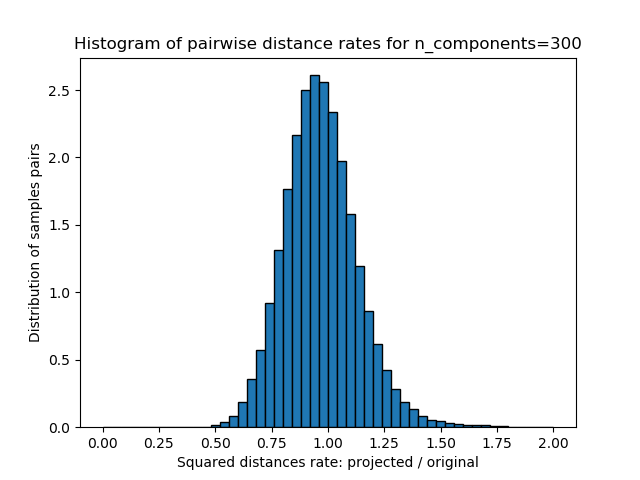 Histogram of pairwise distance rates for n_components=300
Distribution of samples pairs
2.5
2.0
1.5
1.0
0.5
0.0
0.00 0.25 0.50 0.75 1.00 1.25 1.50 1.75 2.00
Squared distances rate: projected / original